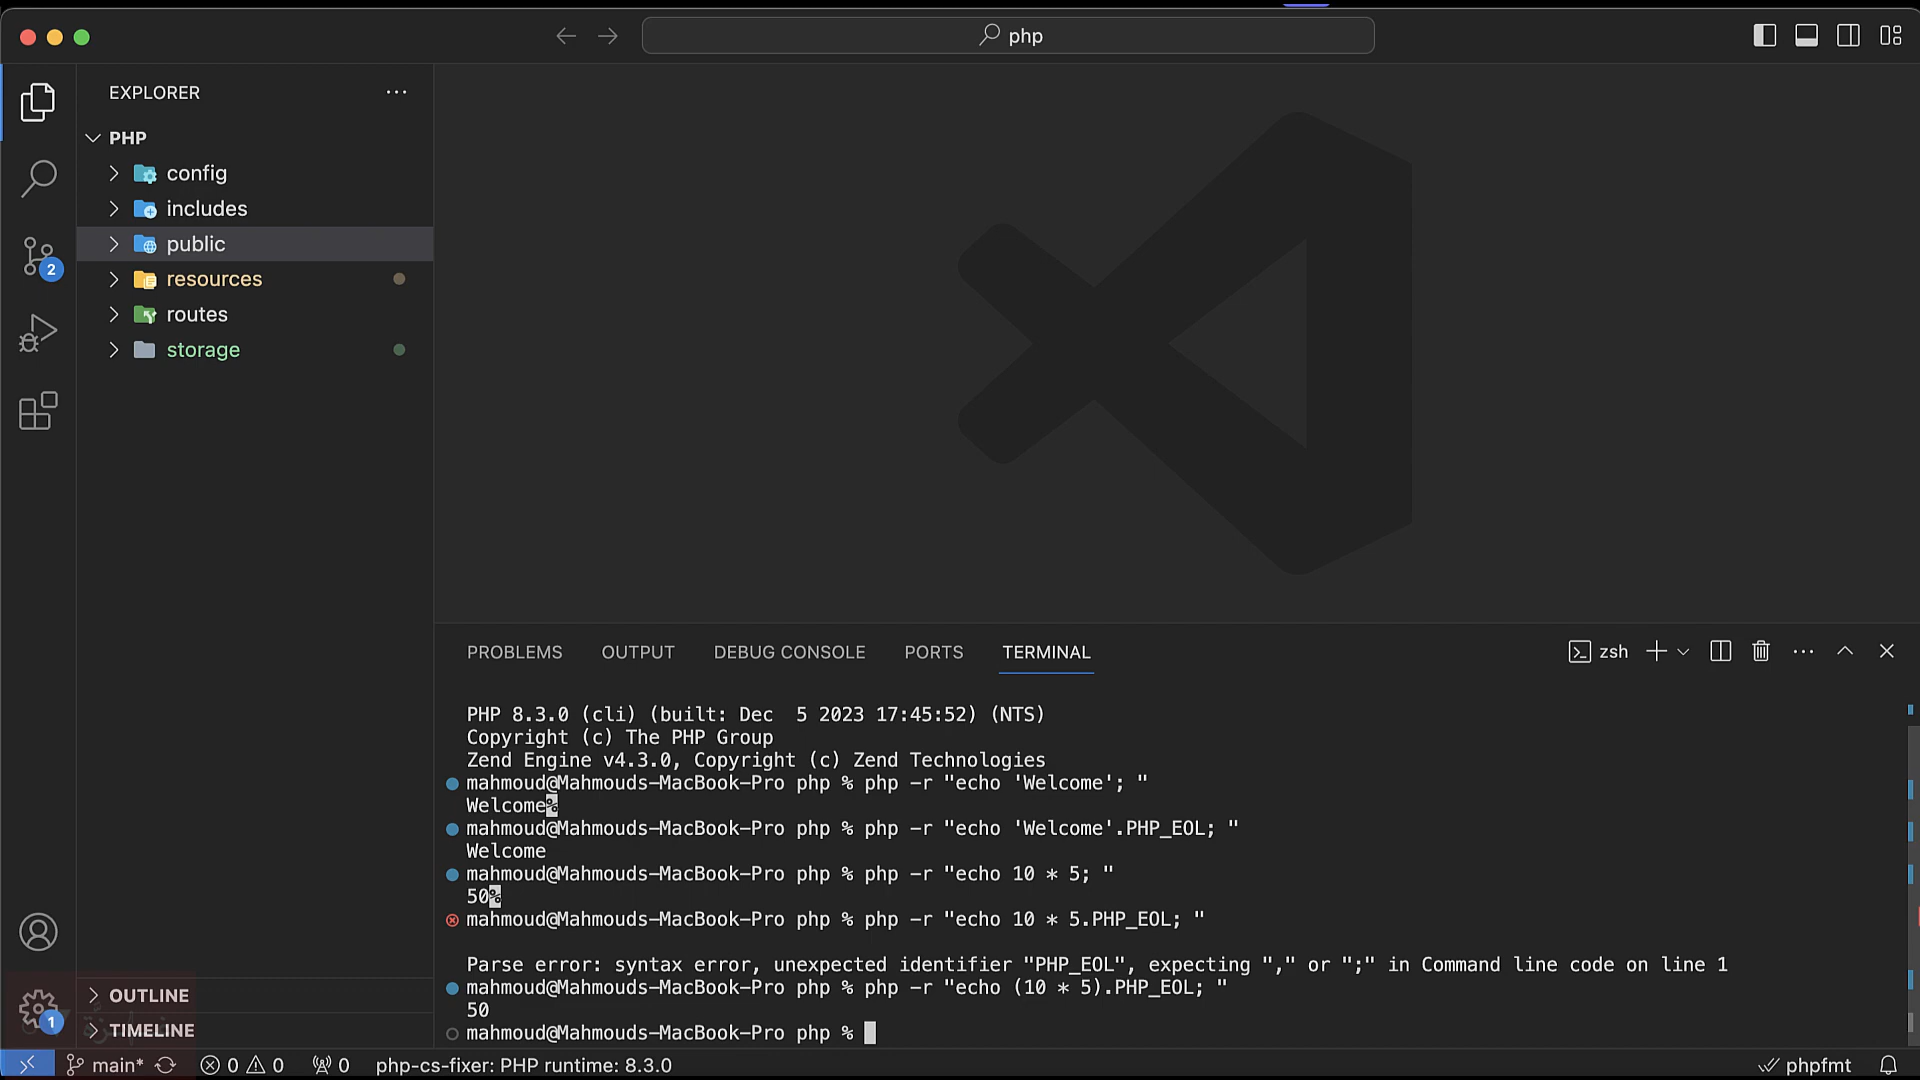 php
EXPLORER
PHP
config
includes
public
resources
routes
storage
2
PROBLEMS OUTPUT DEBUG CONSOLE PORTS TERMINAL zsh
PHP 8.3.0 (cli) (built: Dec  5 2023 17:45:52) (NTS)
Copyright (c) The PHP Group
Zend Engine v4.3.0, Copyright (c) Zend Technologies
mahmoud@Mahmouds-MacBook-Pro php % php -r "echo 'Welcome'; "
Welcome%
mahmoud@Mahmouds-MacBook-Pro php % php -r "echo 'Welcome'.PHP_EOL; "
Welcome
mahmoud@Mahmouds-MacBook-Pro php % php -r "echo 10 * 5; "
50%
mahmoud@Mahmouds-MacBook-Pro php % php -r "echo 10 * 5.PHP_EOL; "
Parse error: syntax error, unexpected identifier "PHP_EOL", expecting "," or ";" in Command line code on line 1
mahmoud@Mahmouds-MacBook-Pro php % php -r "echo (10 * 5).PHP_EOL; "
50
mahmoud@Mahmouds-MacBook-Pro php %
OUTLINE
1
TIMELINE
main* 0 0 0 php-cs-fixer: PHP runtime: 8.3.0 phpfmt